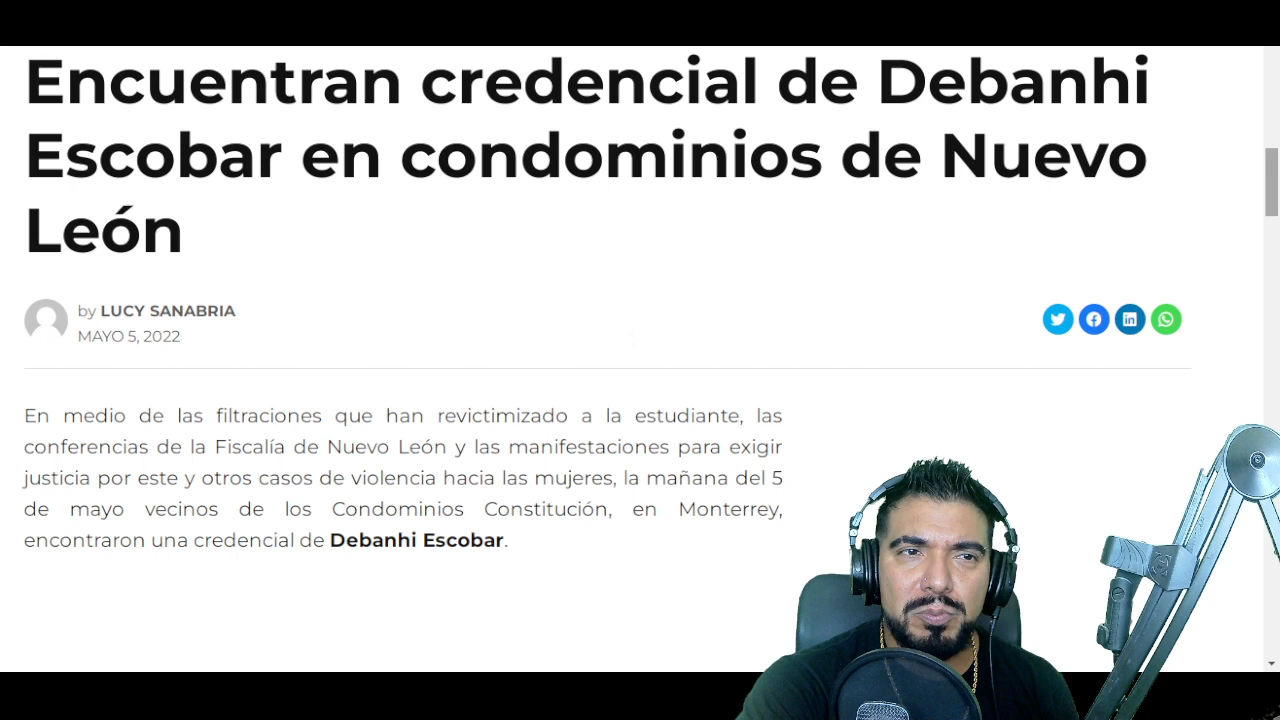 Encuentran credencial de Debanhi
Escobar en condominios de Nuevo
León
by LUCY SANABRIA
MAYO 5, 2022
En medio de las filtraciones que han revictimizado a la estudiante, las
conferencias de la Fiscalía de Nuevo León y las manifestaciones para exigir
justicia por este y otros casos de violencia hacia las mujeres, la mañana del 5
de mayo vecinos de los Condominios Constitución, en Monterrey,
encontraron una credencial de Debanhi Escobar.